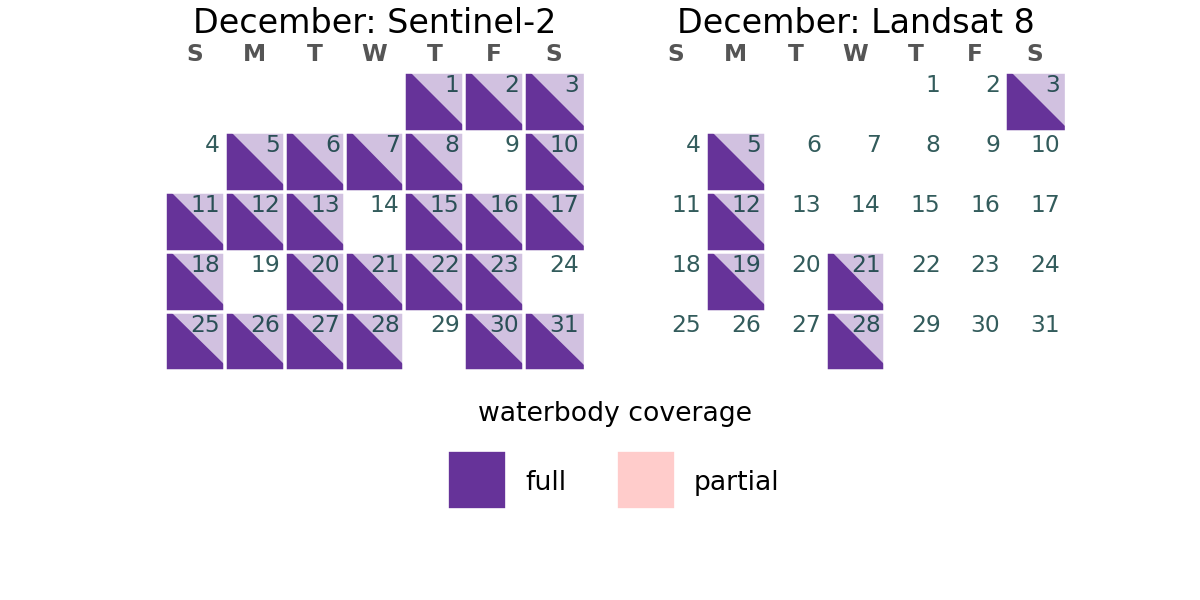 December: Sentinel-2
S M T W T F S
1 2 3
4 5 6 7 8 9 10
11 12 13 14 15 16 17
18 19 20 21 22 23 24
25 26 27 28 29 30 31
December: Landsat 8
S M T W T F S
1 2 3
4 5 6 7 8 9 10
11 12 13 14 15 16 17
18 19 20 21 22 23 24
25 26 27 28 29 30 31
waterbody coverage
full partial